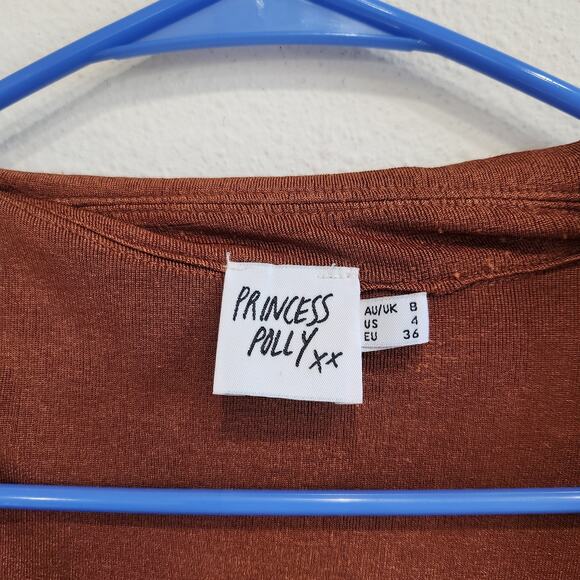 PRINCESS
POLLY xx
AU/UK 8
US 4
EU 36